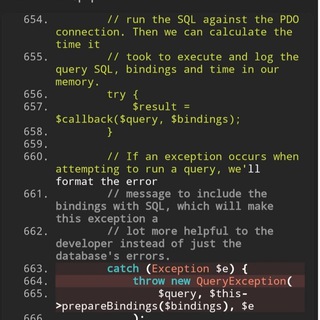 654.        // run the SQL against the PDO
connection. Then we can calculate the
time it
655.        // took to execute and log the
query SQL, bindings and time in our
memory.
656.        try {
657.            $result =
$callback($query, $bindings);
658.        }
659.
660.        // If an exception occurs when
attempting to run a query, we'll
format the error
661.        // message to include the
bindings with SQL, which will make
this exception a
662.        // lot more helpful to the
developer instead of just the
database's errors.
663.        catch (Exception $e) {
664.            throw new QueryException(
665.                $query, $this-
>prepareBindings($bindings), $e
666.            );